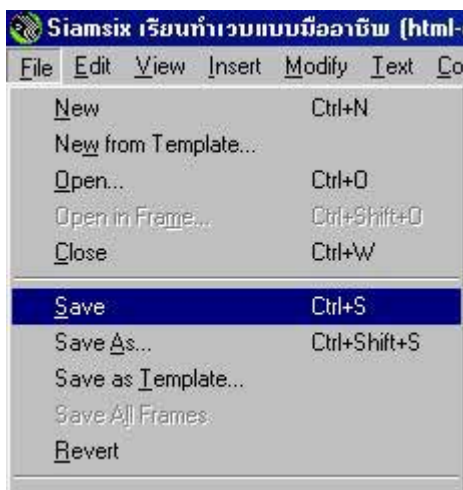 Siamsix เรียนทำเวบแบบมืออาชีพ (html-
File Edit View Insert Modify Text Co
New Ctrl+N
New from Template...
Open... Ctrl+O
Open in Frame... Ctrl+Shift+O
Close Ctrl+W
Save Ctrl+S
Save As... Ctrl+Shift+S
Save as Template...
Save All Frames
Revert